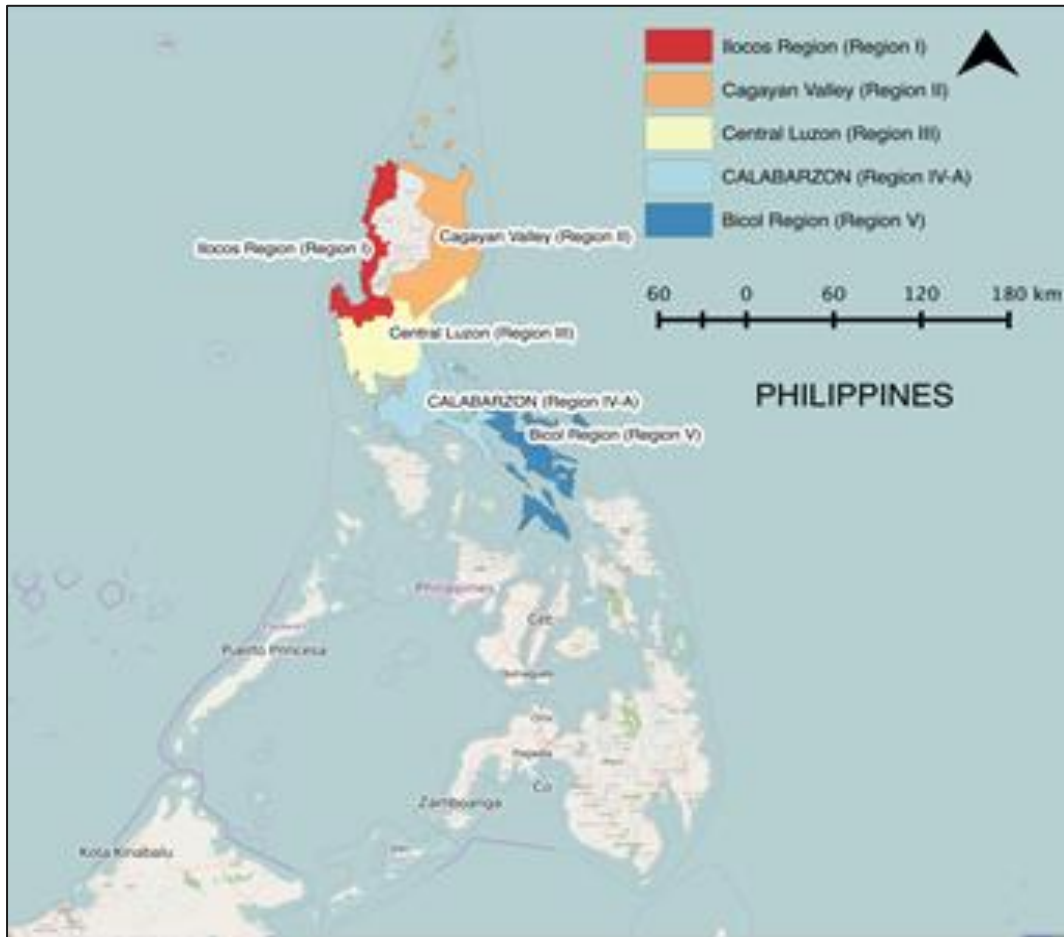 Ilocos Region (Region I)
Cagayan Valley (Region II)
Central Luzon (Region III)
CALABARZON (Region IV-A)
Bicol Region (Region V)
60 0 60 120 180 km
PHILIPPINES
Ilocos Region (Region I)
Cagayan Valley (Region II)
Central Luzon (Region III)
CALABARZON (Region IV-A)
Bicol Region (Region V)
Philippines
Puerto Princesa
Zamboanga
Kota Kinabalu